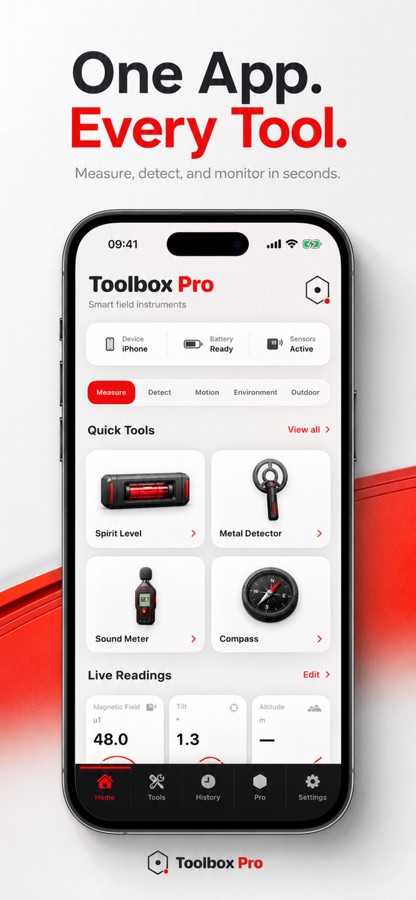 One App.
Every Tool.
Measure, detect, and monitor in seconds.
09:41
Toolbox Pro
Smart field instruments
Device
iPhone
Battery
Ready
Sensors
Active
Measure
Detect
Motion
Environment
Outdoor
Quick Tools
View all
Spirit Level
Metal Detector
Sound Meter
Compass
Live Readings
Edit
Magnetic Field
µT
48.0
Tilt
°
1.3
Altitude
m
—
Home
Tools
History
Pro
Settings
Toolbox Pro